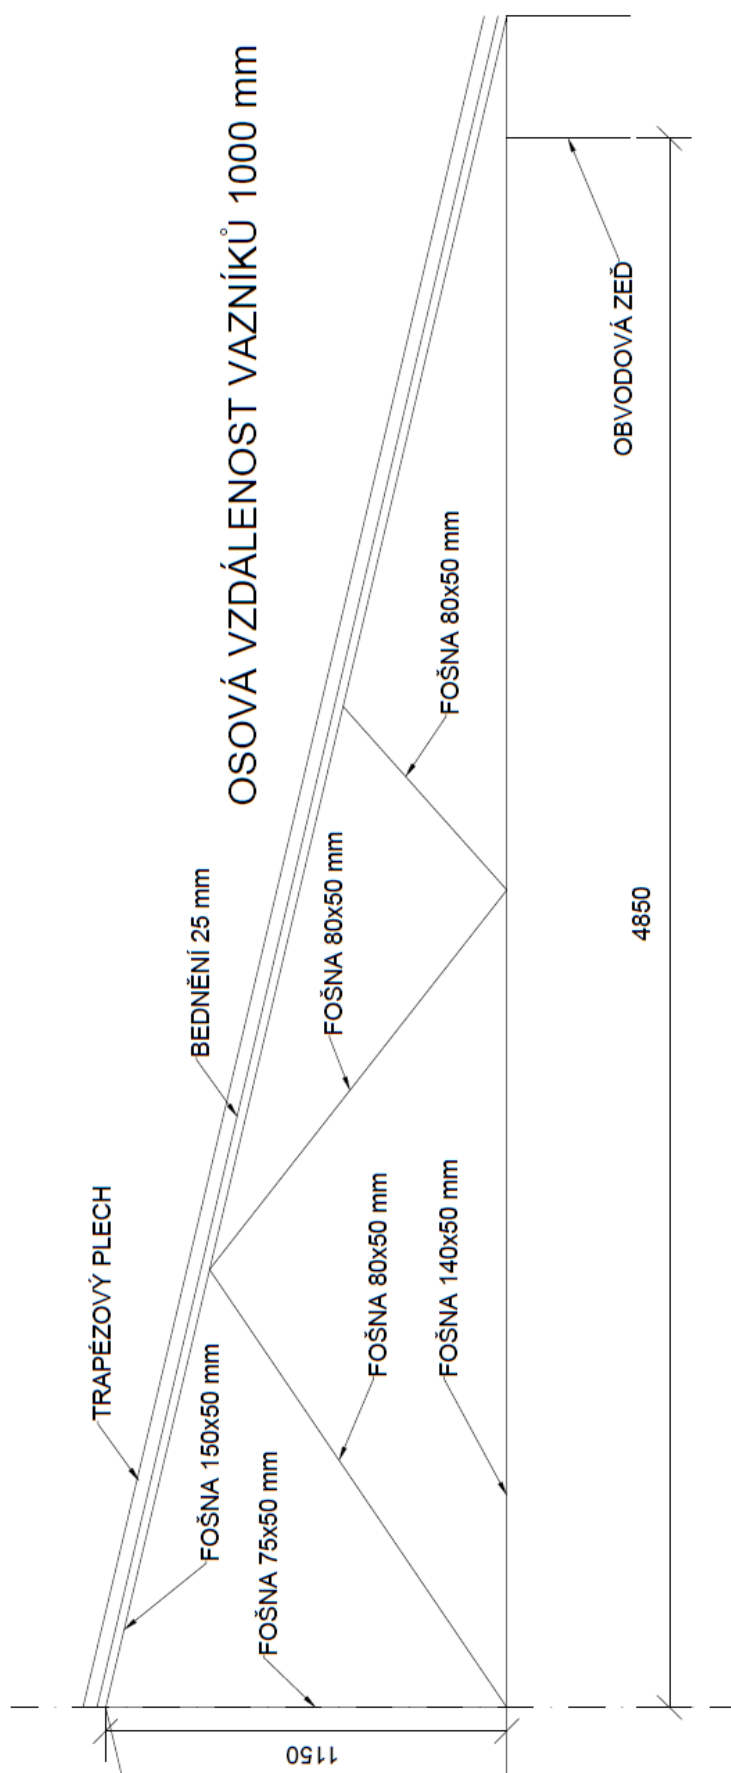 OSOVÁ VZDÁLENOST VAZNÍKŮ 1000 mm
TRAPÉZOVÝ PLECH
BEDNĚNÍ 25 mm
FOŠNA 150x50 mm
FOŠNA 75x50 mm
FOŠNA 80x50 mm
FOŠNA 80x50 mm
FOŠNA 80x50 mm
FOŠNA 140x50 mm
OBVODOVÁ ZEĎ
1150
4850